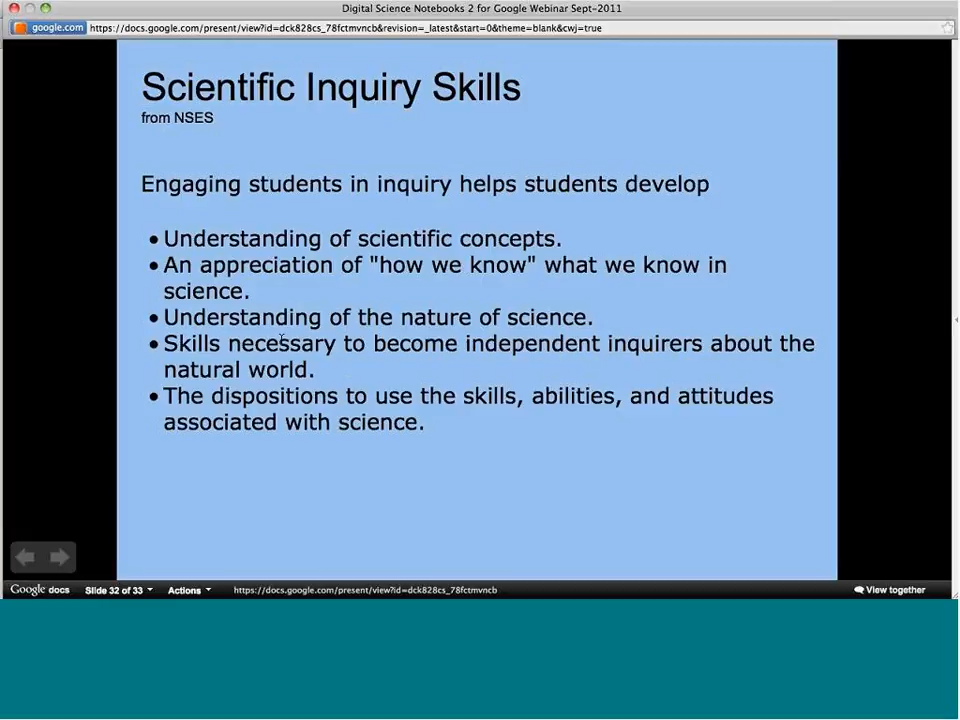 Digital Science Notebooks 2 for Google Webinar Sept-2011
google.com https://docs.google.com/present/view?id=dck828cs_78fctmvncb&revision=_latest&start=0&theme=blank&cwj=true
Scientific Inquiry Skills
from NSES
Engaging students in inquiry helps students develop
•Understanding of scientific concepts.
•An appreciation of "how we know" what we know in
science.
•Understanding of the nature of science.
•Skills necessary to become independent inquirers about the
natural world.
•The dispositions to use the skills, abilities, and attitudes
associated with science.
Google docs Slide 32 of 33 Actions https://docs.google.com/present/view?id=dck828cs_78fctmvncb View together